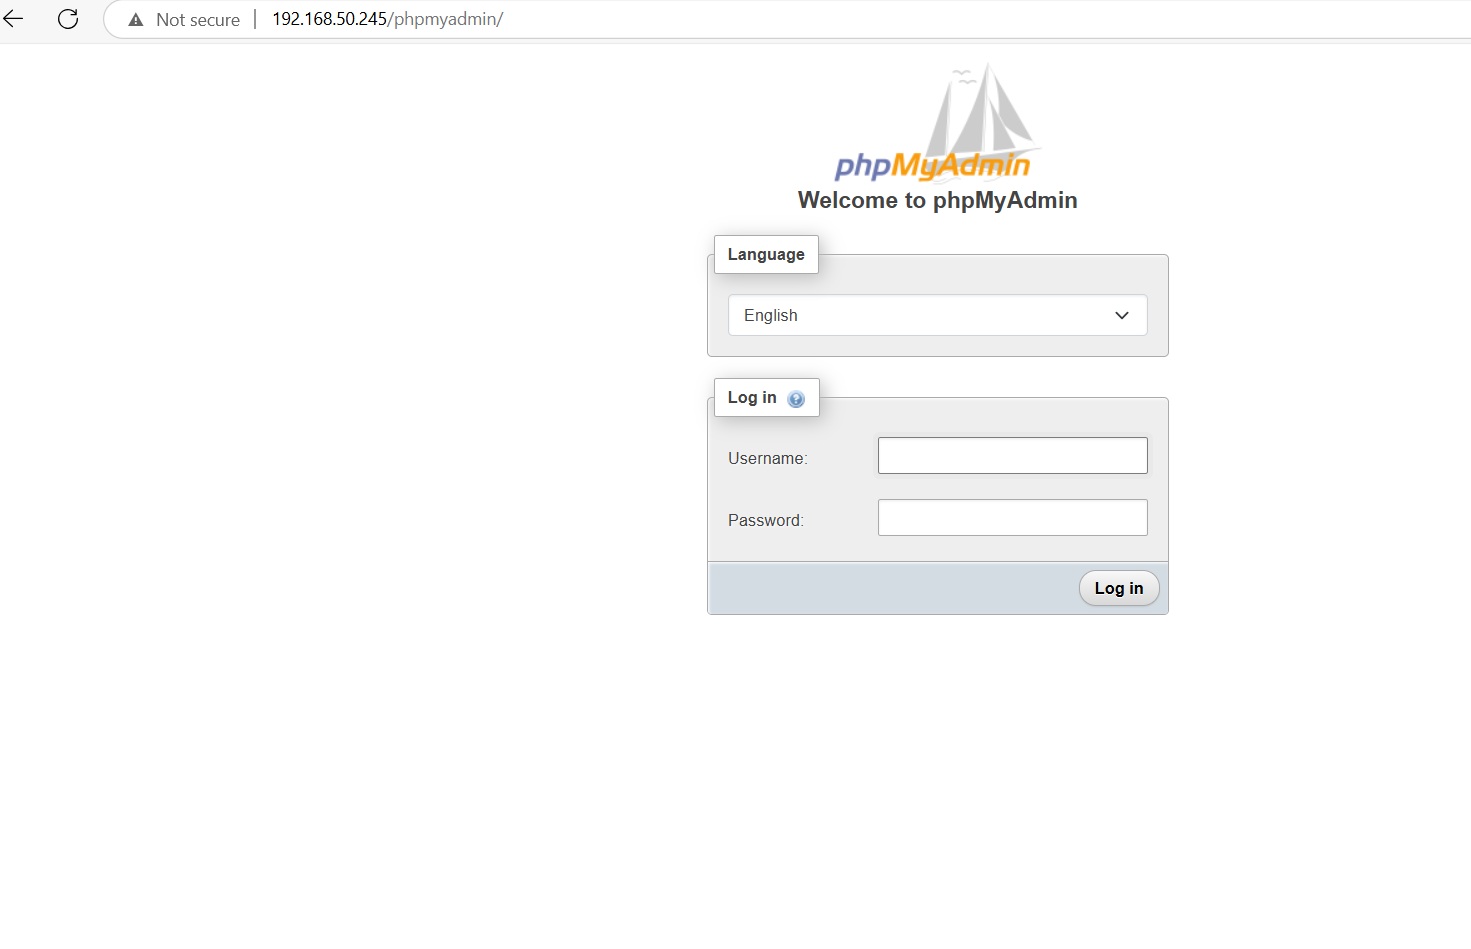 Not secure | 192.168.50.245/phpmyadmin/
phpMyAdmin
Welcome to phpMyAdmin
Language
English
Log in
Username:
Password:
Log in